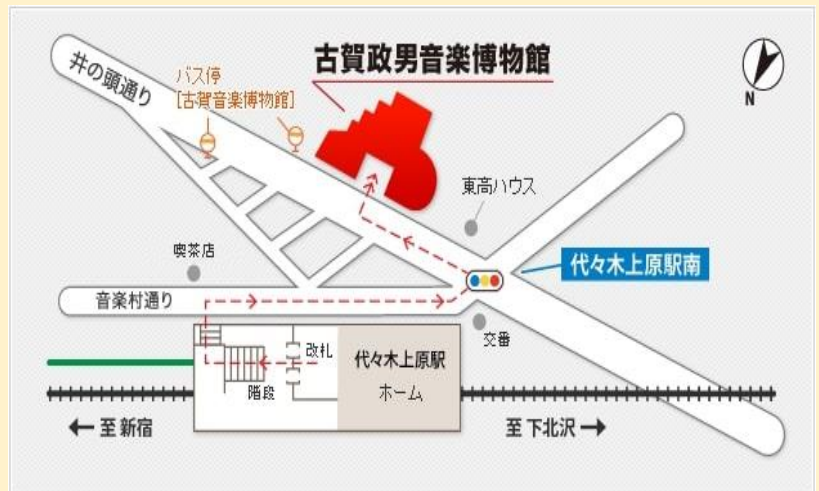 井の頭通り
バス停
[古賀音楽博物館]
古賀政男音楽博物館
N
東高ハウス
喫茶店
代々木上原駅南
音楽村通り
交番
改札
階段
代々木上原駅
ホーム
← 至 新宿
至 下北沢 →